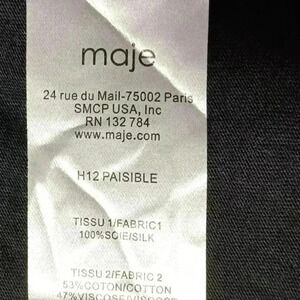 maje
24 rue du Mail-75002 Paris
SMCP USA, Inc
RN 132 784
www.maje.com
H12 PAISIBLE
TISSU 1/FABRIC1
100%SOIE/SILK
TISSU 2/FABRIC 2
53%COTON/COTTON